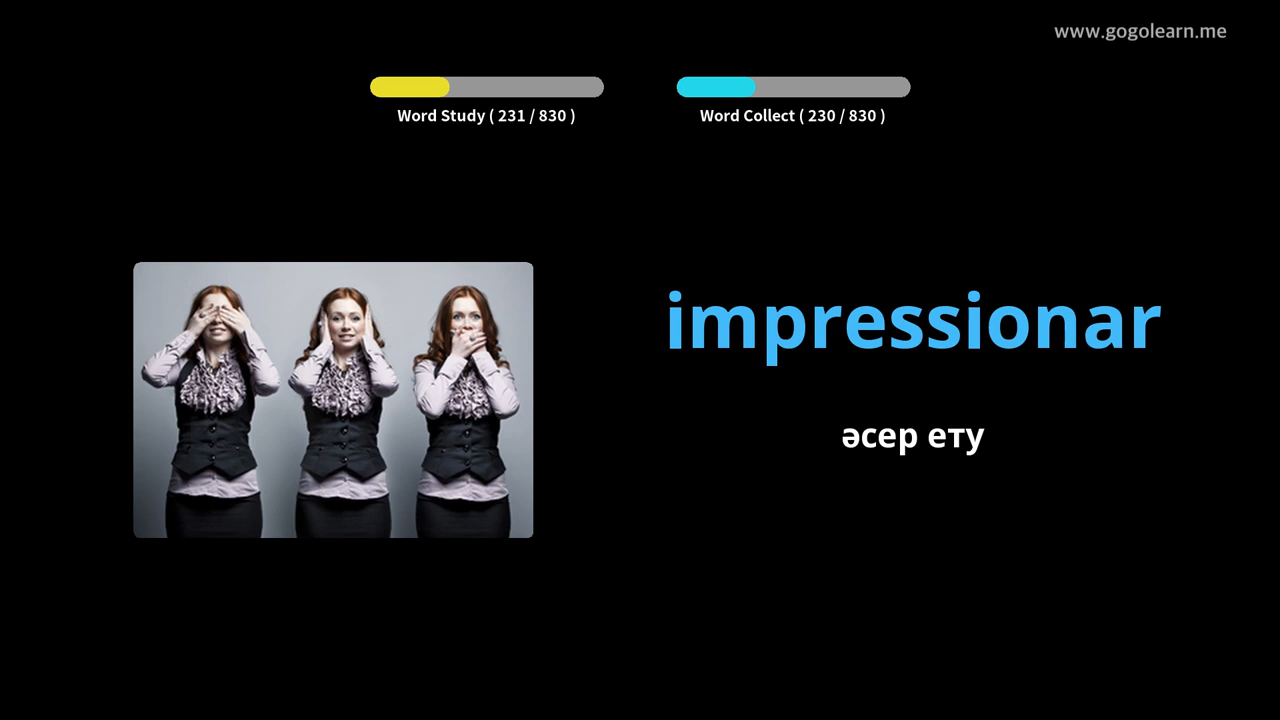 www.gogolearn.me
Word Study ( 231 / 830 )
Word Collect ( 230 / 830 )
impressionar
әсер ету